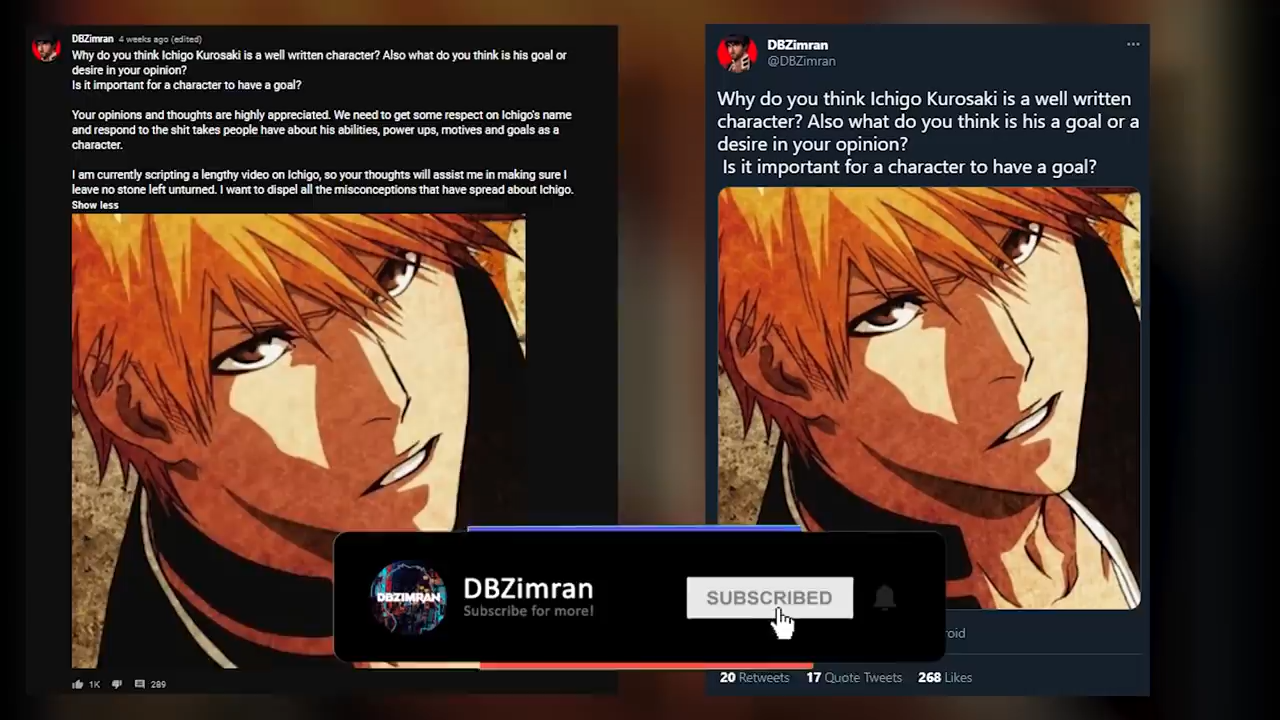 DBZimran 4 weeks ago (edited)
Why do you think Ichigo Kurosaki is a well written character? Also what do you think is his goal or
desire in your opinion?
Is it important for a character to have a goal?
Your opinions and thoughts are highly appreciated. We need to get some respect on Ichigo's name
and respond to the shit takes people have about his abilities, power ups, motives and goals as a
character.
I am currently scripting a lengthy video on Ichigo, so your thoughts will assist me in making sure I
leave no stone left unturned. I want to dispel all the misconceptions that have spread about Ichigo.
Show less
1K 289
DBZimran
@DBZimran
Why do you think Ichigo Kurosaki is a well written
character? Also what do you think is his a goal or a
desire in your opinion?
Is it important for a character to have a goal?
roid
20 Retweets 17 Quote Tweets 268 Likes
DBZIMRAN
DBZimran
Subscribe for more!
SUBSCRIBED